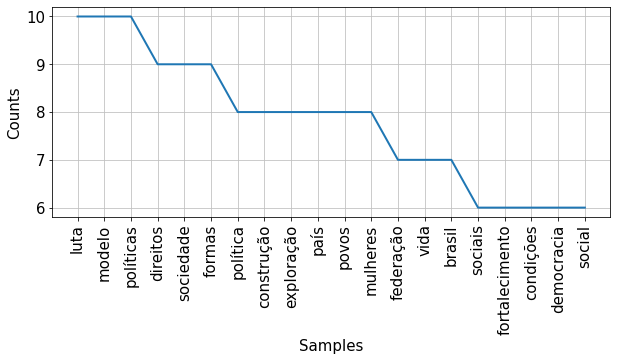 10
9
8
7
6
Counts
luta
modelo
políticas
direitos
sociedade
formas
política
construção
exploração
país
povos
mulheres
federação
vida
brasil
sociais
fortalecimento
condições
democracia
social
Samples